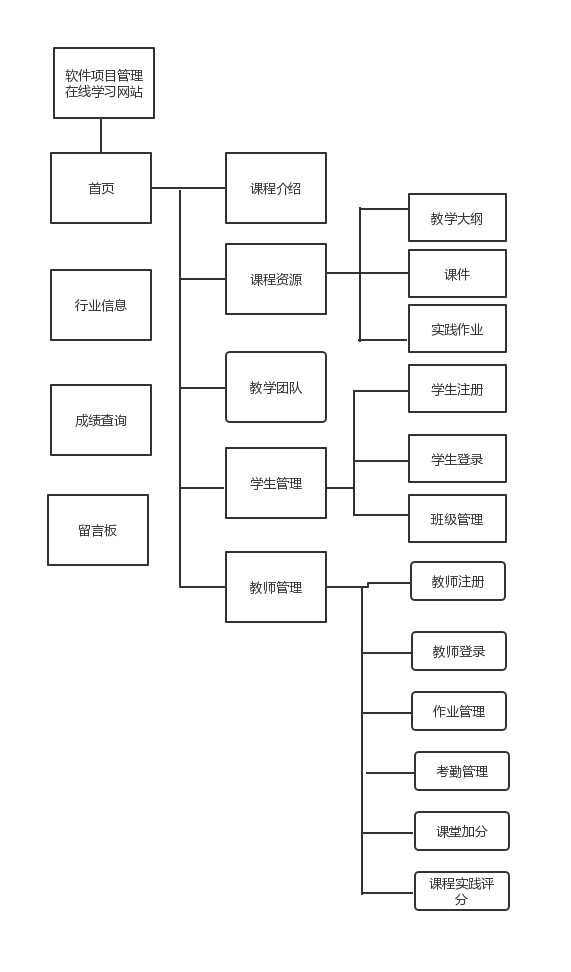 软件项目管理
在线学习网站
首页
行业信息
成绩查询
留言板
课程介绍
课程资源
教学团队
学生管理
教师管理
教学大纲
课件
实践作业
学生注册
学生登录
班级管理
教师注册
教师登录
作业管理
考勤管理
课堂加分
课程实践评
分